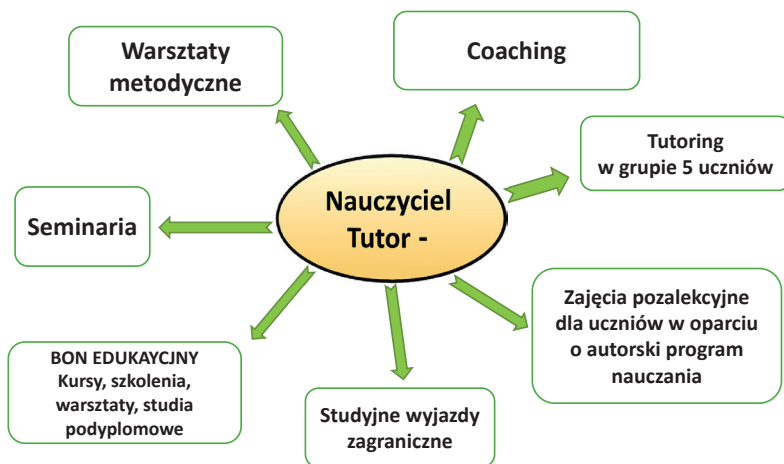 Warsztaty
metodyczne
Coaching
Tutoring
w grupie 5 uczniów
Nauczyciel
Tutor -
Seminaria
Zajęcia pozalekcyjne
dla uczniów w oparciu
o autorski program
nauczania
BON EDUKAYCJNY
Kursy, szkolenia,
warsztaty, studia
podyplomowe
Studyjne wyjazdy
zagraniczne